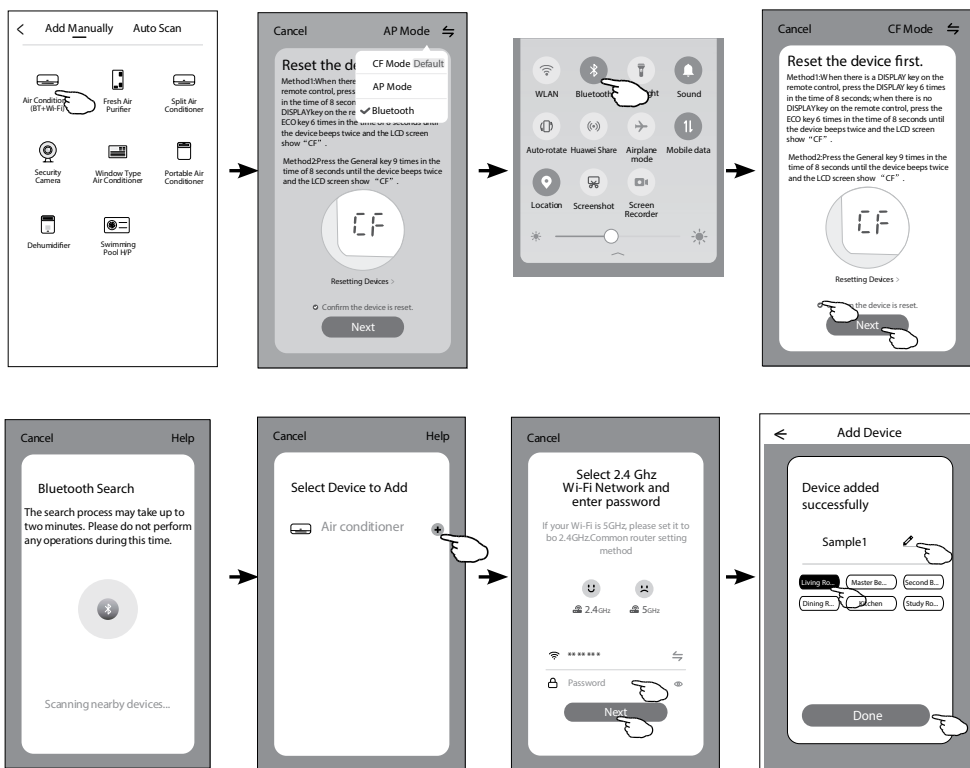 Add Manually Auto Scan
Air Condition
(BT+Wi-Fi)
Fresh Air
Purifier
Split Air
Conditioner
Security
Camera
Window Type
Air Conditioner
Portable Air
Conditioner
Dehumidifier
Swimming
Pool H/P
Cancel AP Mode
CF Mode Default
AP Mode
Bluetooth
Reset the de
Method1:When there
remote control, press
in the time of 8 secon
DISPLAYkey on the re
ECO key 6 times in the time of 8 seconds until
the device beeps twice and the LCD screen
show “CF” .
Method2:Press the General key 9 times in the
time of 8 seconds until the device beeps twice
and the LCD screen show “CF” .
CF
Resetting Devices >
Confirm the device is reset.
Next
WLAN Bluetooth ht Sound
Auto-rotate Huawei Share Airplane
mode Mobile data
Location Screenshot Screen
Recorder
Cancel CF Mode
Reset the device first.
Method1:When there is a DISPLAY key on the
remote control, press the DISPLAY key 6 times
in the time of 8 seconds; when there is no
DISPLAYkey on the remote control, press the
ECO key 6 times in the time of 8 seconds until
the device beeps twice and the LCD screen
show “CF” .
Method2:Press the General key 9 times in the
time of 8 seconds until the device beeps twice
and the LCD screen show “CF” .
CF
Resetting Devices >
the device is reset.
Next
Cancel Help
Bluetooth Search
The search process may take up to
two minutes. Please do not perform
any operations during this time.
Scanning nearby devices...
Cancel Help
Select Device to Add
Air conditioner
Cancel
Select 2.4 Ghz
Wi-Fi Network and
enter password
If your Wi-Fi is 5GHz, please set it to
bo 2.4GHz.Common router setting
method
2.4GHz 5GHz
** ** ** *
Password
Next
Add Device
Device added
successfully
Sample1
Living Ro... Master Be... Second B...
Dining R... Kitchen Study Ro...
Done